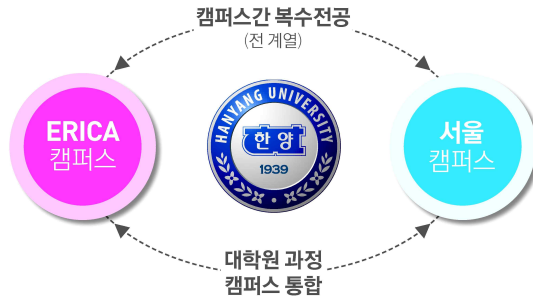 캠퍼스간 복수전공
(전 계열)
ERICA
캠퍼스
HANYANG UNIVERSITY
한양
1939
서울
캠퍼스
대학원 과정
캠퍼스 통합